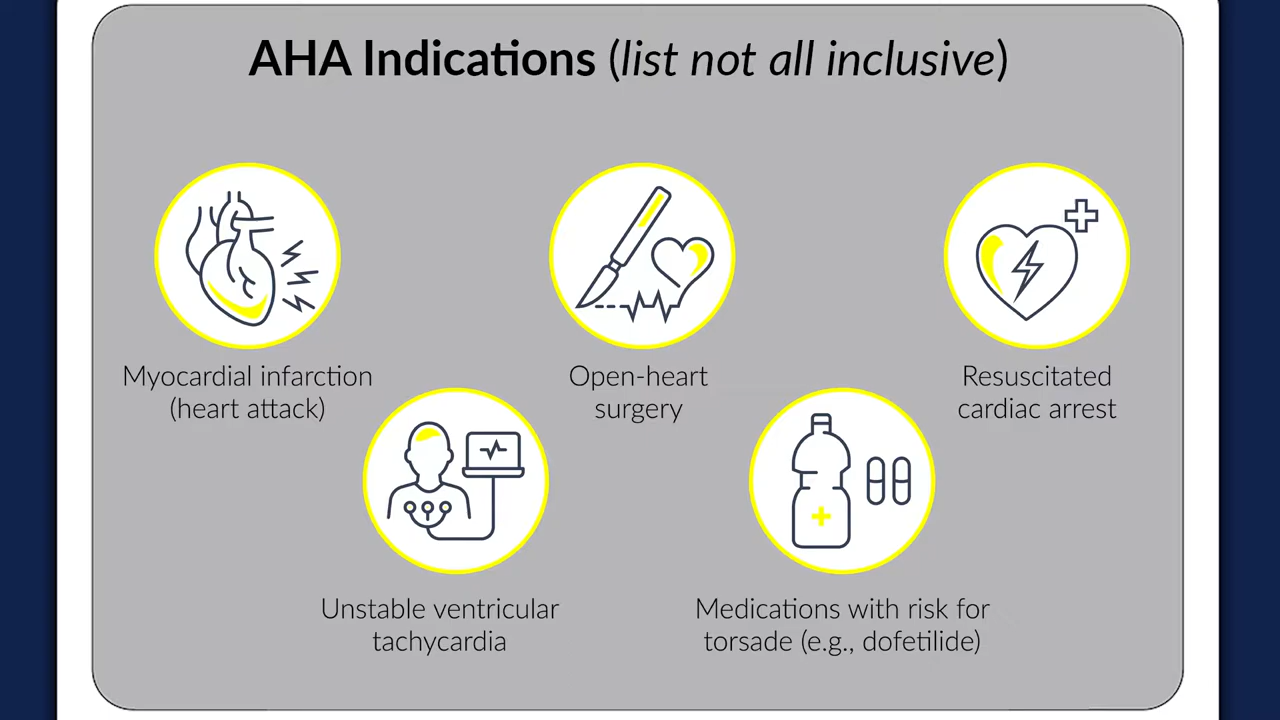 AHA Indications (list not all inclusive)
Myocardial infarction
(heart attack)
Open-heart
surgery
Resuscitated
cardiac arrest
Unstable ventricular
tachycardia
Medications with risk for
torsade (e.g., dofetilide)